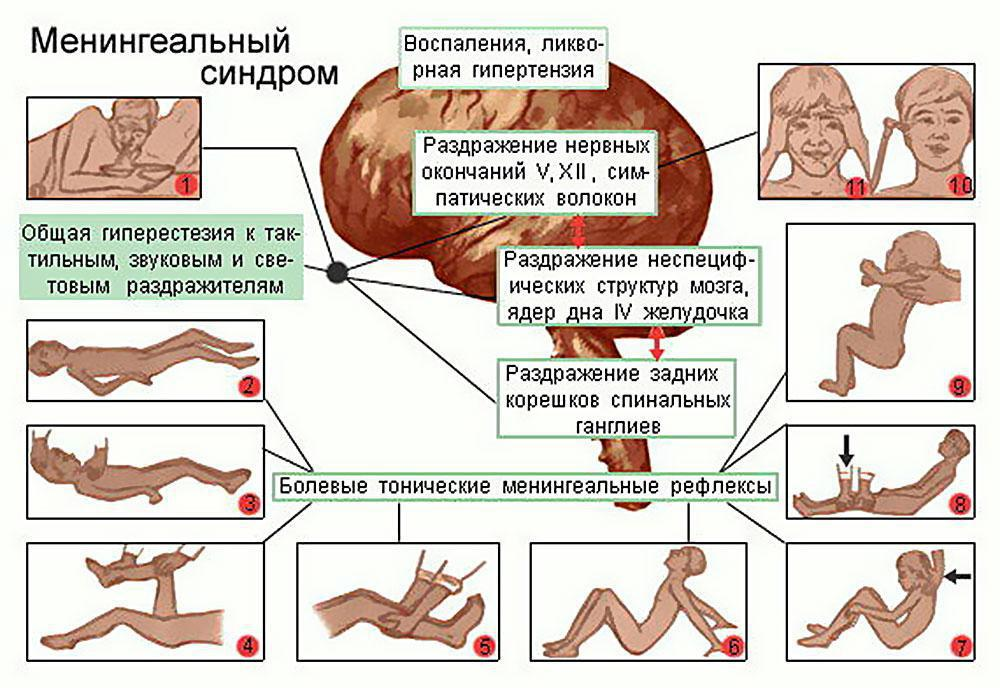 Менингеальный
синдром
Воспаления, ликво-
рная гипертензия
1
11
10
Раздражение нервных
окончаний V, XII , сим-
патических волокон
Общая гиперестезия к так-
тильным, звуковым и све-
товым раздражителям
Раздражение неспециф-
ических структур мозга,
ядер дна IV желудочка
2
9
Раздражение задних
корешков спинальных
ганглиев
3
8
Болевые тонические менингеальные рефлексы
4
5
6
7